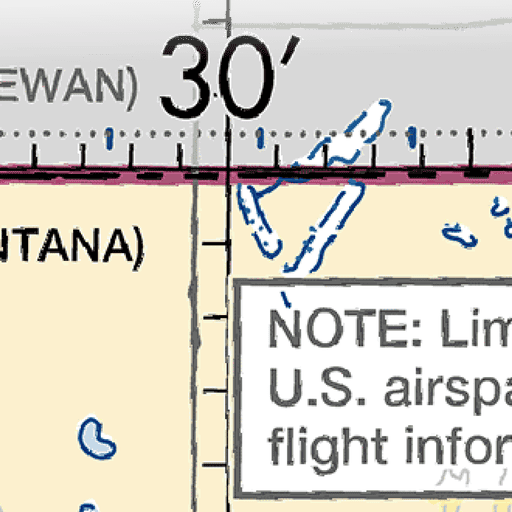 30′
EWAN)
NTANA)
NOTE: Lim
U.S. airspa
flight infor